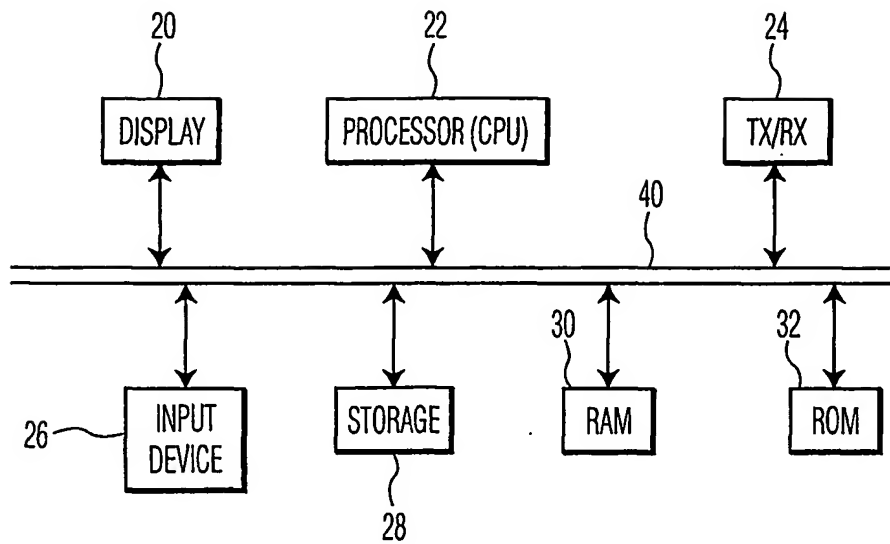 20
22
24
DISPLAY
PROCESSOR (CPU)
TX/RX
40
30
32
26
INPUT
DEVICE
STORAGE
RAM
ROM
28